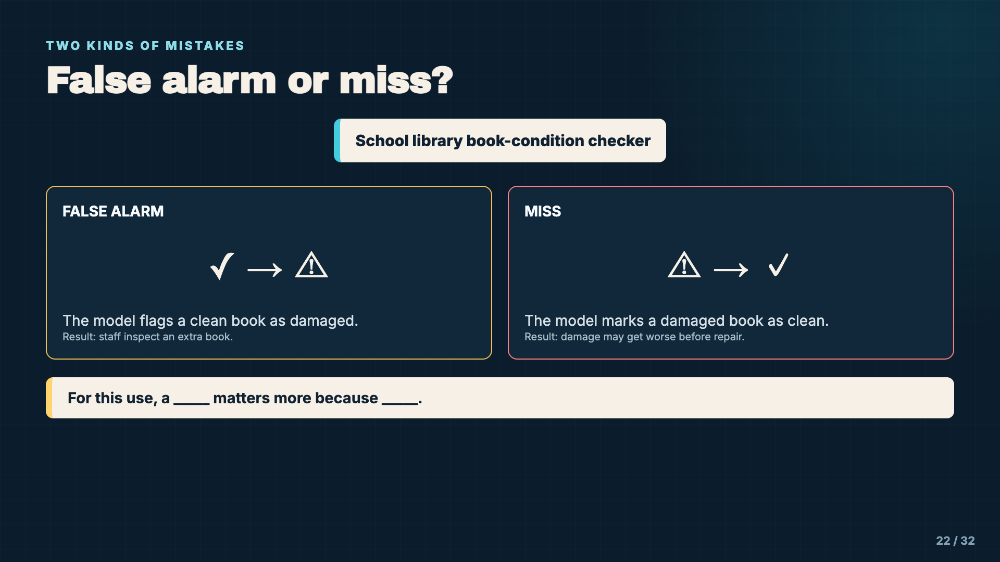 TWO KINDS OF MISTAKES
False alarm or miss?
School library book-condition checker
FALSE ALARM
✔ → ⚠
The model flags a clean book as damaged.
Result: staff inspect an extra book.
MISS
⚠ → ✓
The model marks a damaged book as clean.
Result: damage may get worse before repair.
For this use, a _____ matters more because _____.
22 / 32